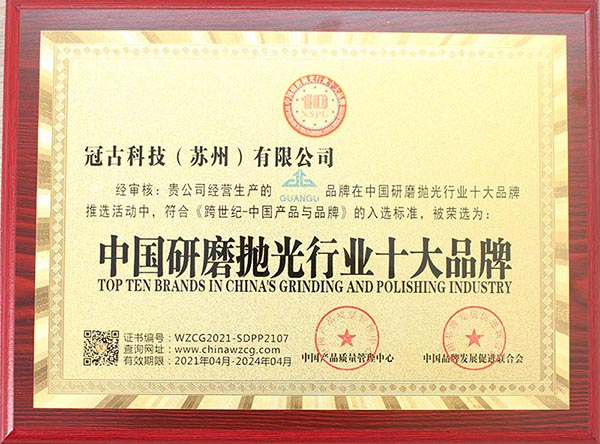 10
NSPU
冠古科技（苏州）有限公司
经审核：贵公司经营生产的 GUANGU 品牌在中国研磨抛光行业十大品牌
推选活动中，符合《跨世纪-中国产品与品牌》的入选标准，被荣选为：
中国研磨抛光行业十大品牌
TOP TEN BRANDS IN CHINA'S GRINDING AND POLISHING INDUSTRY
证书编号：WZCG2021-SDPP2107
查询网址：www.chinawzcg.com
有效期限：2021年04月-2024年04月
中国产品质量管理中心
中国品牌发展促进联合会